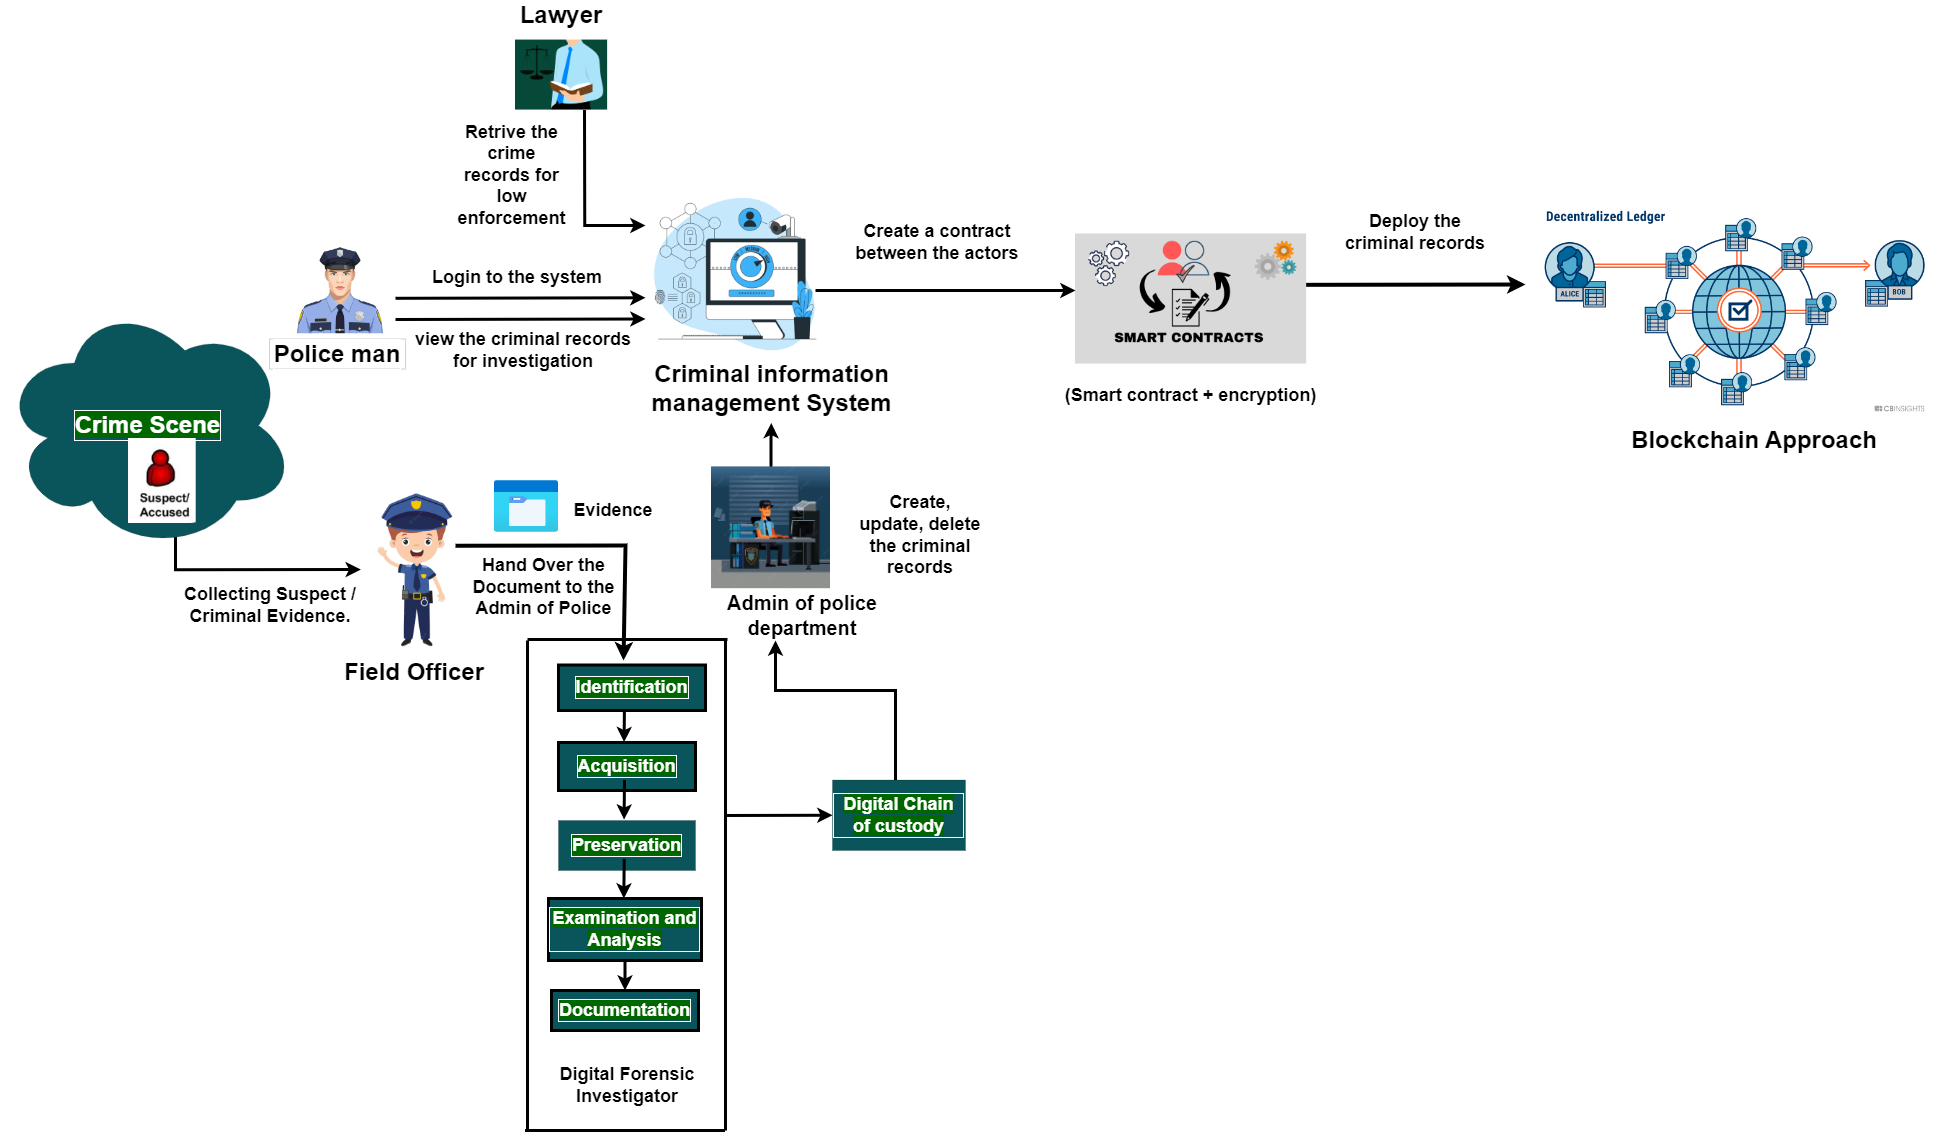 Lawyer
Retrive the
crime
records for
low
enforcement
Police man
Login to the system
view the criminal records
for investigation
Criminal information
management System
Create a contract
between the actors
SMART CONTRACTS
(Smart contract + encryption)
Deploy the
criminal records
Decentralized Ledger
ALICE
BOB
CBINSIGHTS
Blockchain Approach
Crime Scene
Suspect/
Accused
Collecting Suspect /
Criminal Evidence.
Field Officer
Evidence
Hand Over the
Document to the
Admin of Police
Create,
update, delete
the criminal
records
Admin of police
department
Identification
Acquisition
Preservation
Examination and
Analysis
Documentation
Digital Forensic
Investigator
Digital Chain
of custody